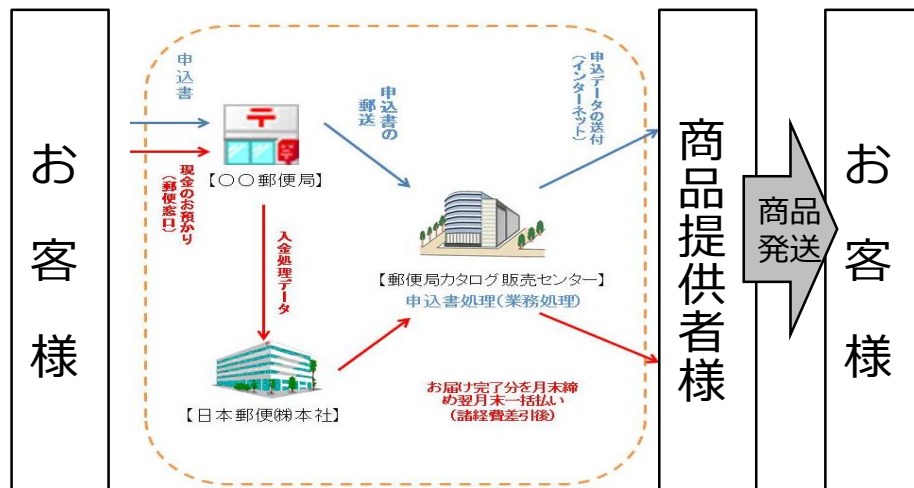 お客様
申込書
現金のお預かり
(郵便窓口)
【〇〇郵便局】
申込書の
郵送
入金処理データ
【日本郵便㈱本社】
【郵便局カタログ販売センター】
申込書処理(業務処理)
申込データの送付
(インターネット)
お届け完了分を月末締
め翌月末一括払い
(諸経費差引後)
商品提供者様
商品
発送
お客様